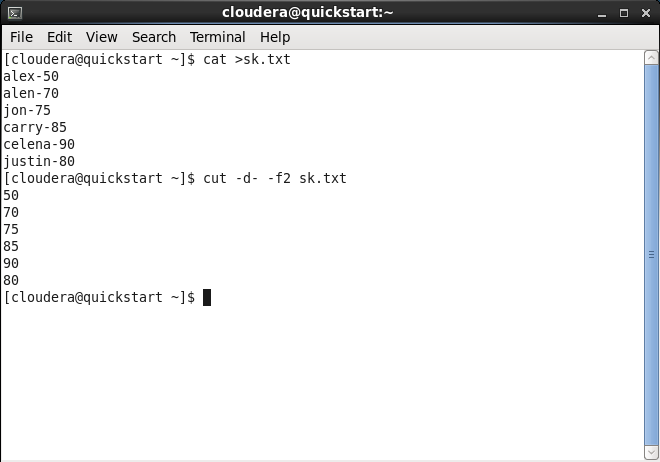 cloudera@quickstart:~
File Edit View Search Terminal Help
[cloudera@quickstart ~]$ cat >sk.txt
alex-50
alen-70
jon-75
carry-85
celena-90
justin-80
[cloudera@quickstart ~]$ cut -d- -f2 sk.txt
50
70
75
85
90
80
[cloudera@quickstart ~]$